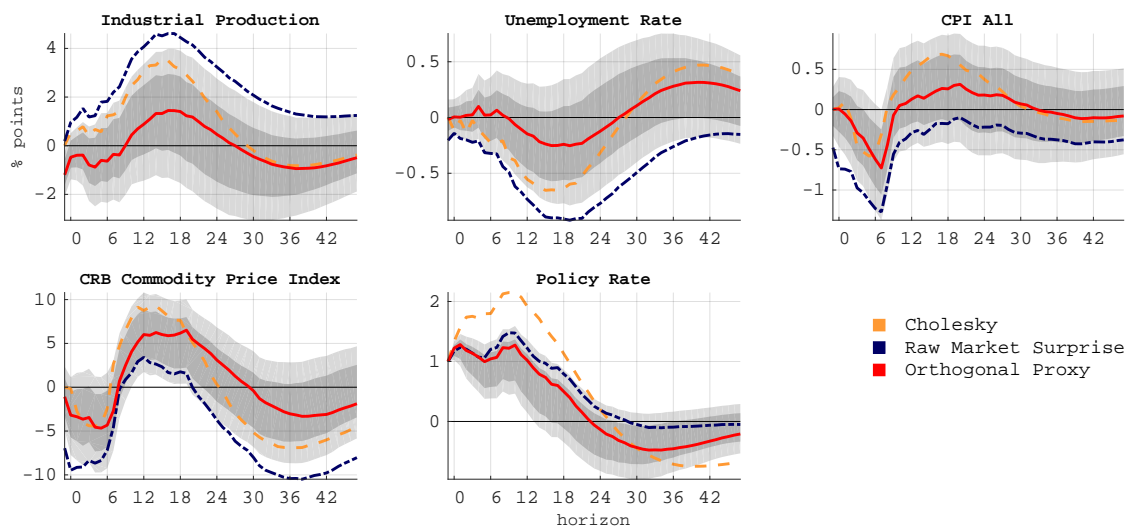 Industrial Production
% points
4
2
0
-2
0 6 12 18 24 30 36 42
Unemployment Rate
0.5
0
-0.5
0 6 12 18 24 30 36 42
CPI All
0.5
0
-0.5
-1
0 6 12 18 24 30 36 42
CRB Commodity Price Index
10
5
0
-5
-10
0 6 12 18 24 30 36 42
Policy Rate
2
1
0
0 6 12 18 24 30 36 42
horizon
Cholesky
Raw Market Surprise
Orthogonal Proxy